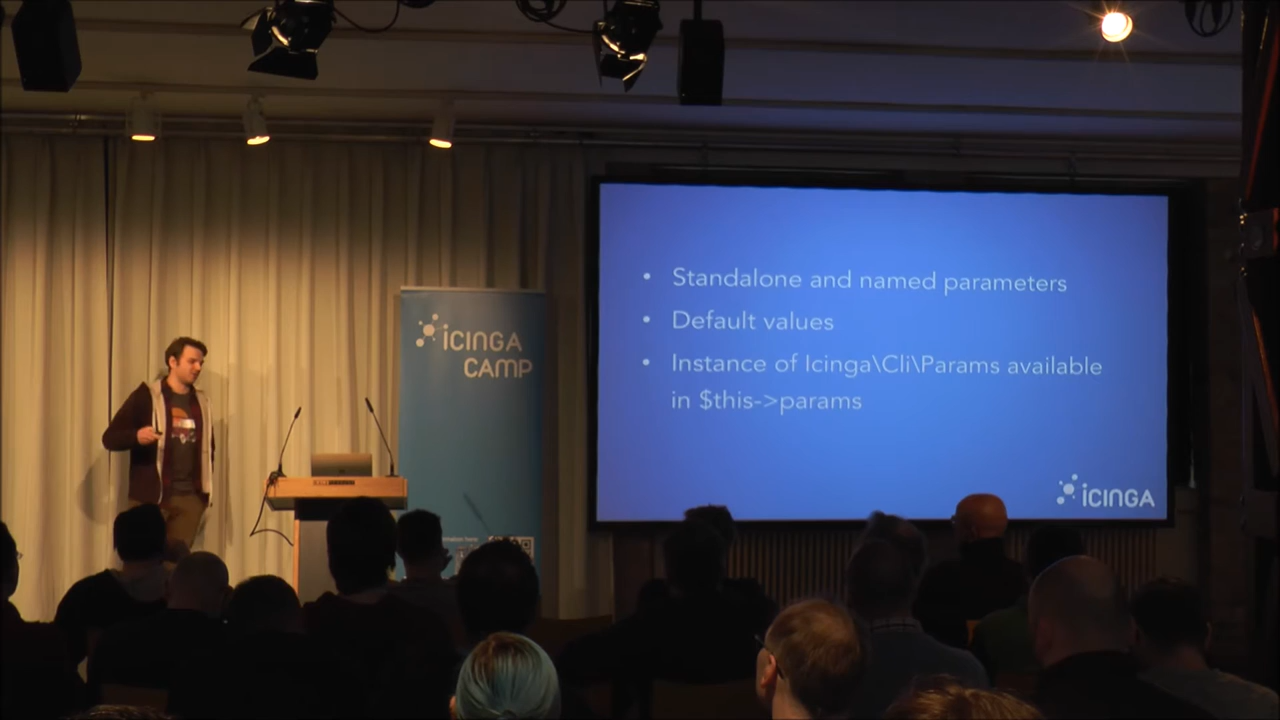 iCINGA
CAMP
• Standalone and named parameters
• Default values
• Instance of Icinga\Cli\Params available
in $this->params
iCINGA